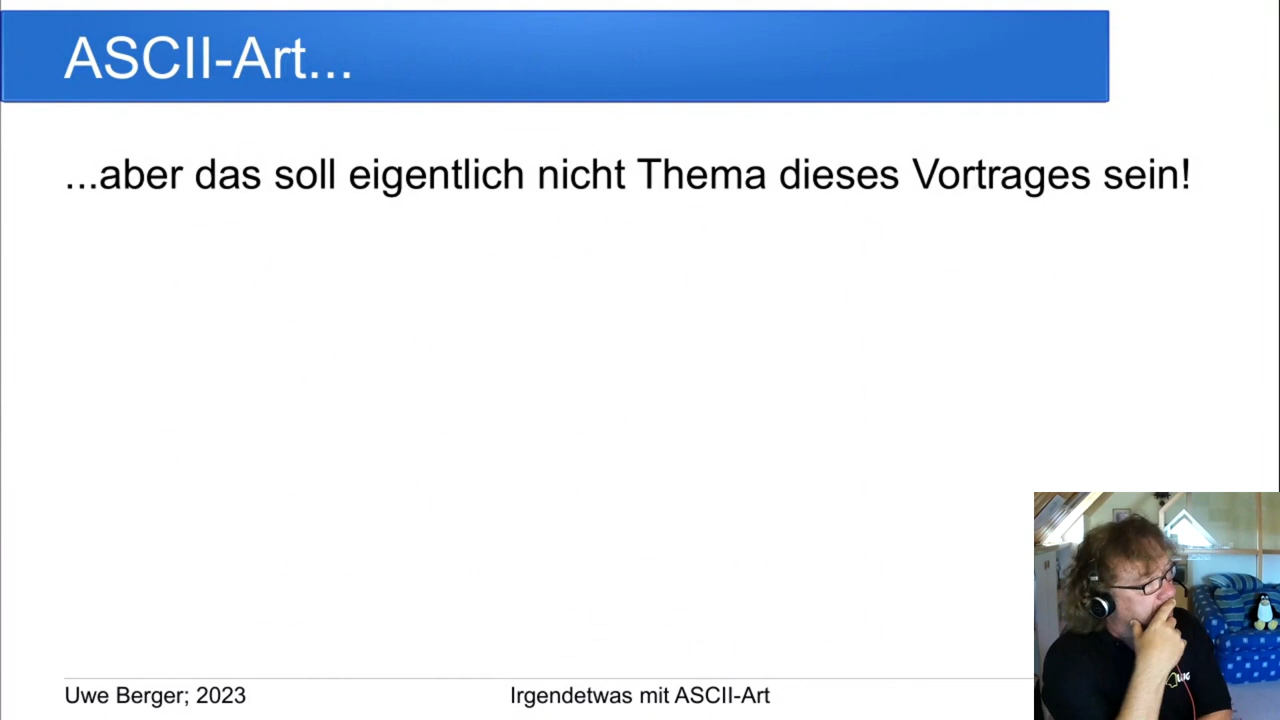 ASCII-Art...
...aber das soll eigentlich nicht Thema dieses Vortrages sein!
Uwe Berger; 2023
Irgendetwas mit ASCII-Art